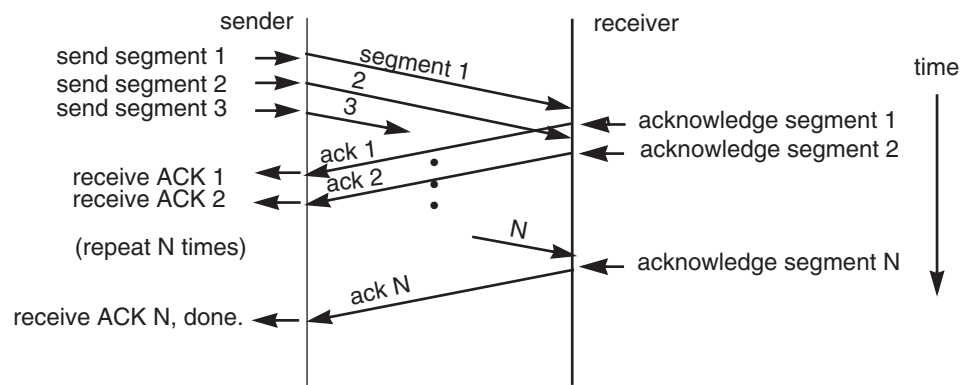 sender
receiver
send segment 1
segment 1
time
send segment 2
2
send segment 3
3
acknowledge segment 1
ack 1
acknowledge segment 2
receive ACK 1
ack 2
receive ACK 2
(repeat N times)
N
acknowledge segment N
ack N
receive ACK N, done.